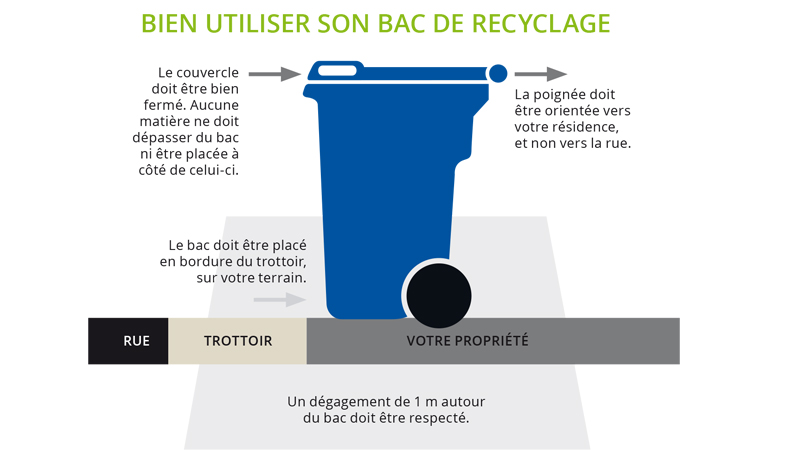 BIEN UTILISER SON BAC DE RECYCLAGE
Le couvercle
doit être bien
fermé. Aucune
matière ne doit
dépasser du bac
ni être placée à
côté de celui-ci.
La poignée doit
être orientée vers
votre résidence,
et non vers la rue.
Le bac doit être placé
en bordure du trottoir,
sur votre terrain.
RUE
TROTTOIR
VOTRE PROPRIÉTÉ
Un dégagement de 1 m autour
du bac doit être respecté.